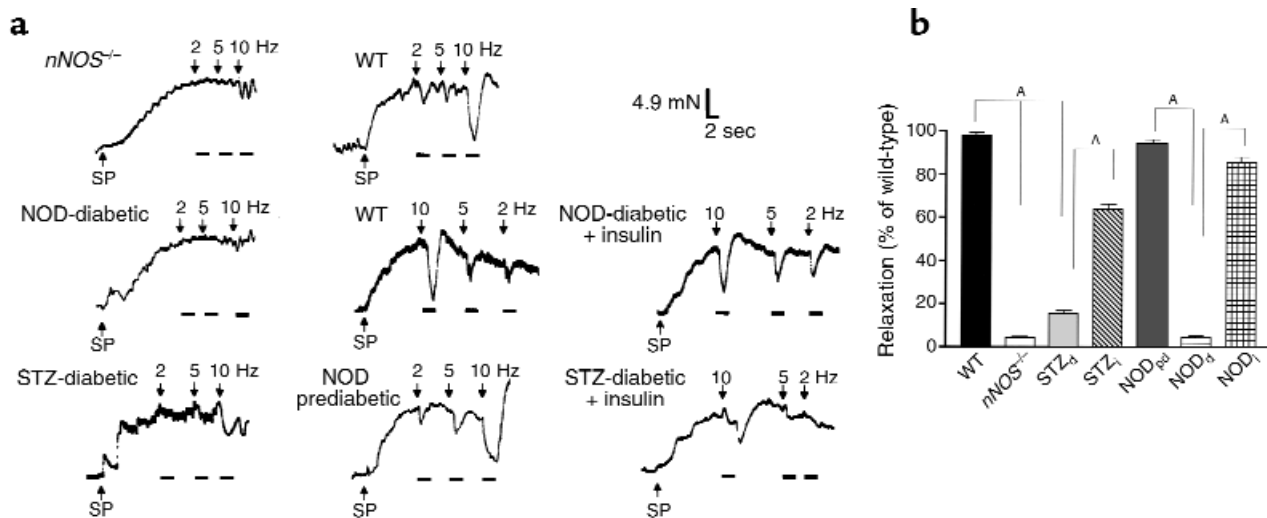 a
nNOS–/–
2 5 10 Hz
SP
WT
2 5 10 Hz
SP
4.9 mN
2 sec
NOD-diabetic
2 5 10 Hz
SP
WT
10 5 2 Hz
SP
NOD-diabetic
+ insulin
10 5 2 Hz
SP
STZ-diabetic
2 5 10 Hz
SP
NOD
prediabetic
2 5 10 Hz
SP
STZ-diabetic
+ insulin
10 5 2 Hz
SP
b
Relaxation (% of wild-type)
100
80
60
40
20
0
A
A
A
A
WT
nNOS–/–
STZd
STZi
NODpd
NODd
NODi